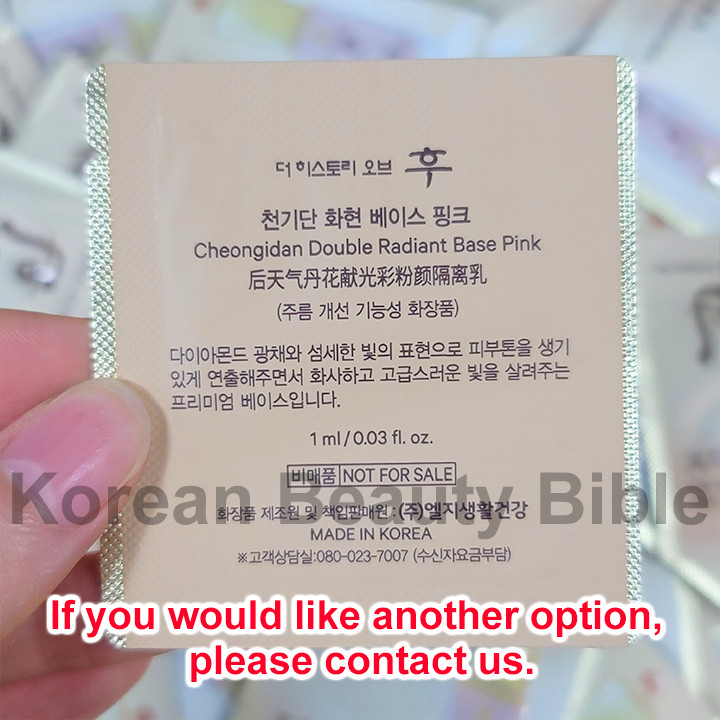 더 히스토리 오브 후
천기단 화현 베이스 핑크
Cheongidan Double Radiant Base Pink
后天气丹花献光彩粉颜隔离乳
(주름 개선 기능성 화장품)
다이아몬드 광채와 섬세한 빛의 표현으로 피부톤을 생기
있게 연출해주면서 화사하고 고급스러운 빛을 살려주는
프리미엄 베이스입니다.
1 ml/0.03 fl. oz.
비매품 NOT FOR SALE
Korean Beauty Bible
화장품 제조원 및 책임판매원 : (주)엘지생활건강
MADE IN KOREA
※고객상담실:080-023-7007 (수신자요금부담)
If you would like another option,
please contact us.